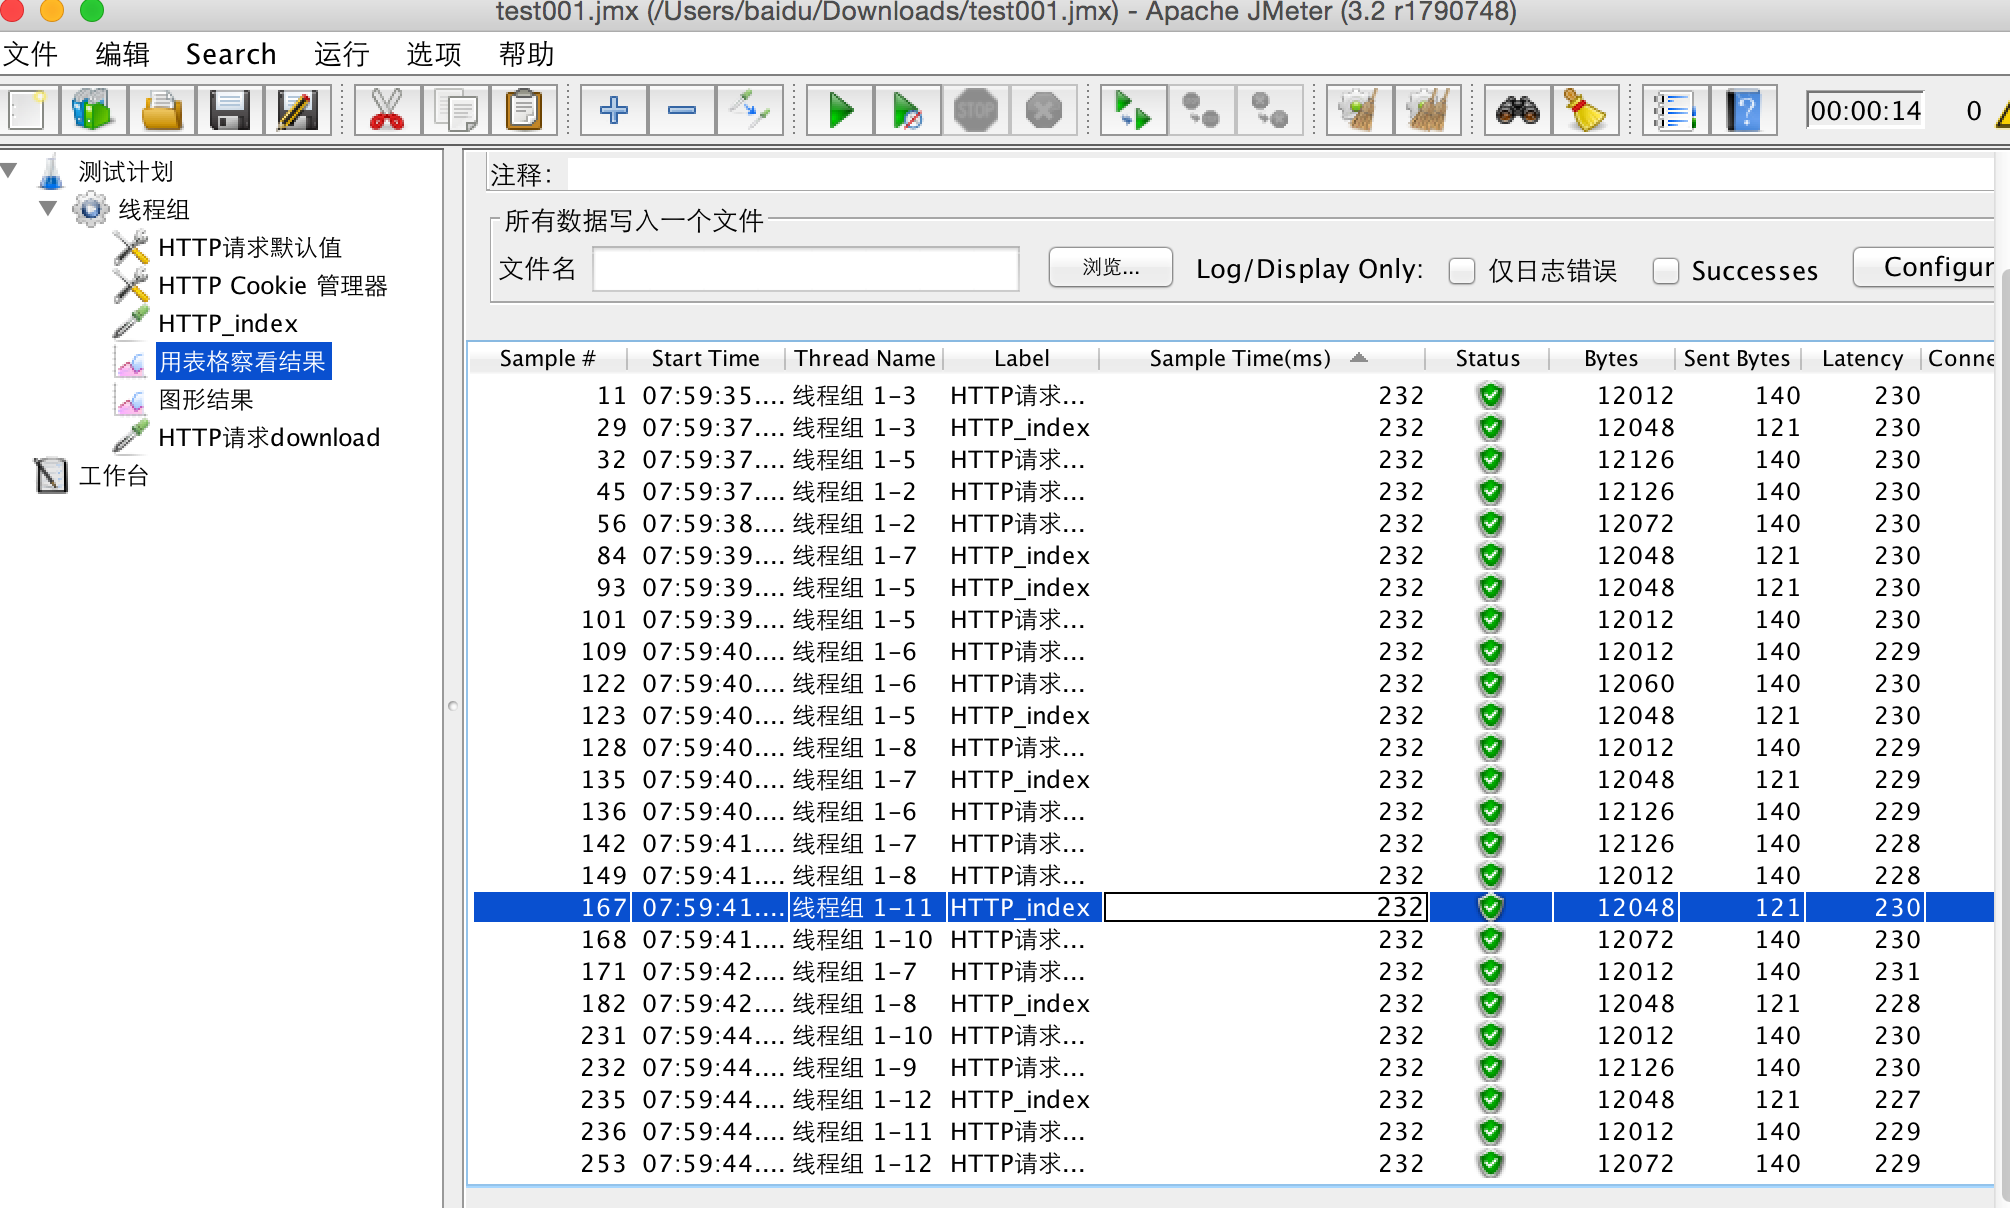 test001.jmx (/Users/baidu/Downloads/test001.jmx) - Apache JMeter (3.2 r1790748)
文件 编辑 Search 运行 选项 帮助
STOP 00:00:14 0
测试计划
线程组
HTTP请求默认值
HTTP Cookie 管理器
HTTP_index
用表格察看结果
图形结果
HTTP请求download
工作台
注释：
所有数据写入一个文件
文件名 浏览... Log/Display Only: 仅日志错误 Successes Configur
Sample # Start Time Thread Name Label Sample Time(ms) Status Bytes Sent Bytes Latency Conne
11 07:59:35.... 线程组 1-3 HTTP请求... 232 12012 140 230
29 07:59:37.... 线程组 1-3 HTTP_index 232 12048 121 230
32 07:59:37.... 线程组 1-5 HTTP请求... 232 12126 140 230
45 07:59:37.... 线程组 1-2 HTTP请求... 232 12126 140 230
56 07:59:38.... 线程组 1-2 HTTP请求... 232 12072 140 230
84 07:59:39.... 线程组 1-7 HTTP_index 232 12048 121 230
93 07:59:39.... 线程组 1-5 HTTP_index 232 12048 121 230
101 07:59:39.... 线程组 1-5 HTTP请求... 232 12012 140 230
109 07:59:40.... 线程组 1-6 HTTP请求... 232 12012 140 229
122 07:59:40.... 线程组 1-6 HTTP请求... 232 12060 140 230
123 07:59:40.... 线程组 1-5 HTTP_index 232 12048 121 230
128 07:59:40.... 线程组 1-8 HTTP请求... 232 12012 140 229
135 07:59:40.... 线程组 1-7 HTTP_index 232 12048 121 229
136 07:59:40.... 线程组 1-6 HTTP请求... 232 12126 140 229
142 07:59:41.... 线程组 1-7 HTTP请求... 232 12126 140 228
149 07:59:41.... 线程组 1-8 HTTP请求... 232 12012 140 228
167 07:59:41.... 线程组 1-11 HTTP_index 232 12048 121 230
168 07:59:41.... 线程组 1-10 HTTP请求... 232 12072 140 230
171 07:59:42.... 线程组 1-7 HTTP请求... 232 12012 140 231
182 07:59:42.... 线程组 1-8 HTTP_index 232 12048 121 228
231 07:59:44.... 线程组 1-10 HTTP请求... 232 12012 140 230
232 07:59:44.... 线程组 1-9 HTTP请求... 232 12126 140 230
235 07:59:44.... 线程组 1-12 HTTP_index 232 12048 121 227
236 07:59:44.... 线程组 1-11 HTTP请求... 232 12012 140 229
253 07:59:44.... 线程组 1-12 HTTP请求... 232 12072 140 229